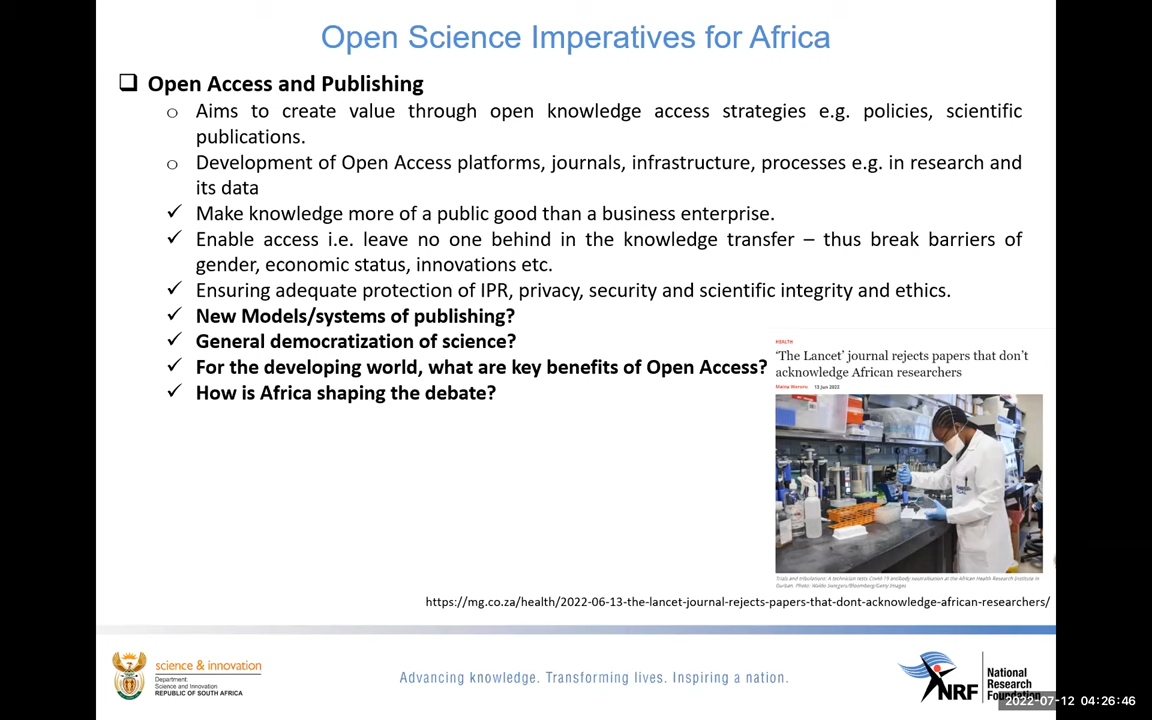 Open Science Imperatives for Africa
Open Access and Publishing
Aims to create value through open knowledge access strategies e.g. policies, scientific
publications.
Development of Open Access platforms, journals, infrastructure, processes e.g. in research and
its data
Make knowledge more of a public good than a business enterprise.
Enable access i.e. leave no one behind in the knowledge transfer – thus break barriers of
gender, economic status, innovations etc.
Ensuring adequate protection of IPR, privacy, security and scientific integrity and ethics.
New Models/systems of publishing?
General democratization of science?
For the developing world, what are key benefits of Open Access?
How is Africa shaping the debate?
HEALTH
‘The Lancet’ journal rejects papers that don’t
acknowledge African researchers
13 Jun 2022
Trials and tribulations: A technician tests Covid-19 antibody neutralisation at the African Health Research Institute in
Durban. Photo: Waldo Swiegers/Bloomberg/Getty Images
https://mg.co.za/health/2022-06-13-the-lancet-journal-rejects-papers-that-dont-acknowledge-african-researchers/
science & innovation
Department:
Science and Innovation
REPUBLIC OF SOUTH AFRICA
Advancing knowledge. Transforming lives. Inspiring a nation.
NRF
National
Research
Foundation
2022-07-12 04:26:46